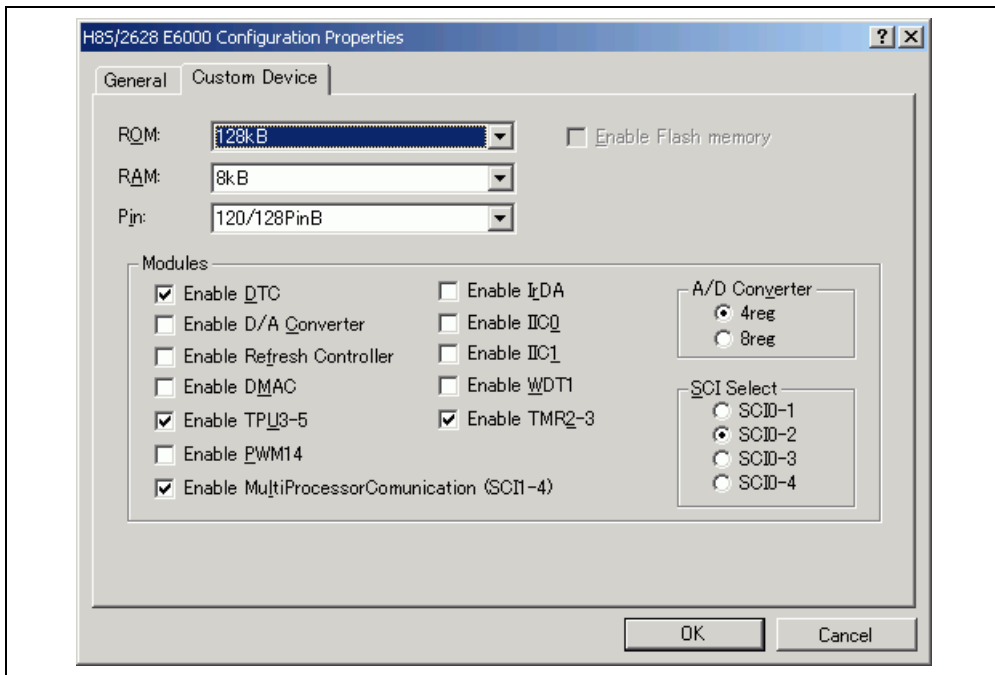 H8S/2628 E6000 Configuration Properties
General
Custom Device
ROM:
128kB
Enable Flash memory
RAM:
8kB
Pin:
120/128PinB
Modules
Enable DTC
Enable D/A Converter
Enable Refresh Controller
Enable DMAC
Enable TPU3-5
Enable PWM14
Enable MultiProcessorComunication (SCI1-4)
Enable IrDA
Enable IIC0
Enable IIC1
Enable WDT1
Enable TMR2-3
A/D Converter
4reg
8reg
SCI Select
SCI0-1
SCI0-2
SCI0-3
SCI0-4
OK
Cancel